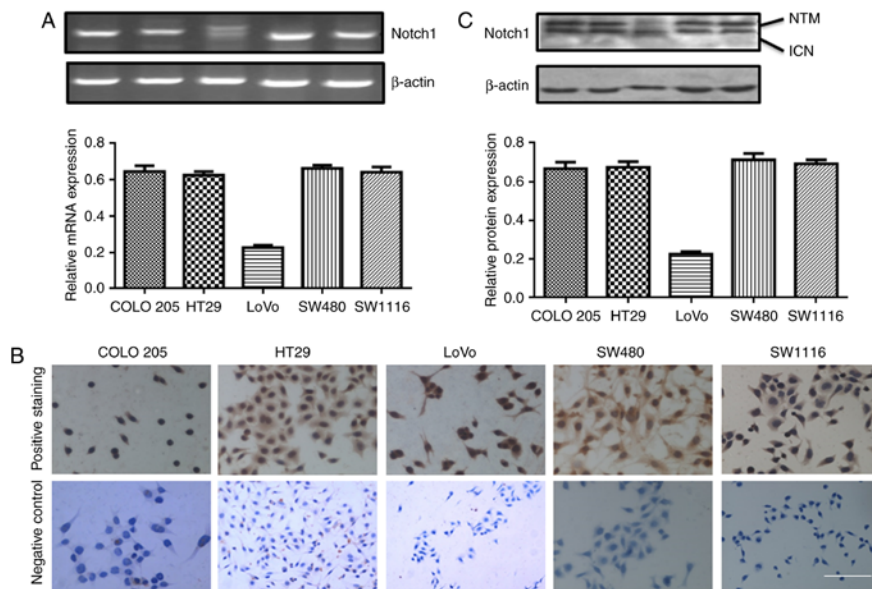 A
Notch1
β-actin
Relative mRNA expression
0.8
0.6
0.4
0.2
0.0
COLO 205 HT29 LoVo SW480 SW1116
C
Notch1
NTM
ICN
β-actin
Relative protein expression
0.8
0.6
0.4
0.2
0.0
COLO 205 HT29 LoVo SW480 SW1116
B
COLO 205 HT29 LoVo SW480 SW1116
Positive staining
Negative control